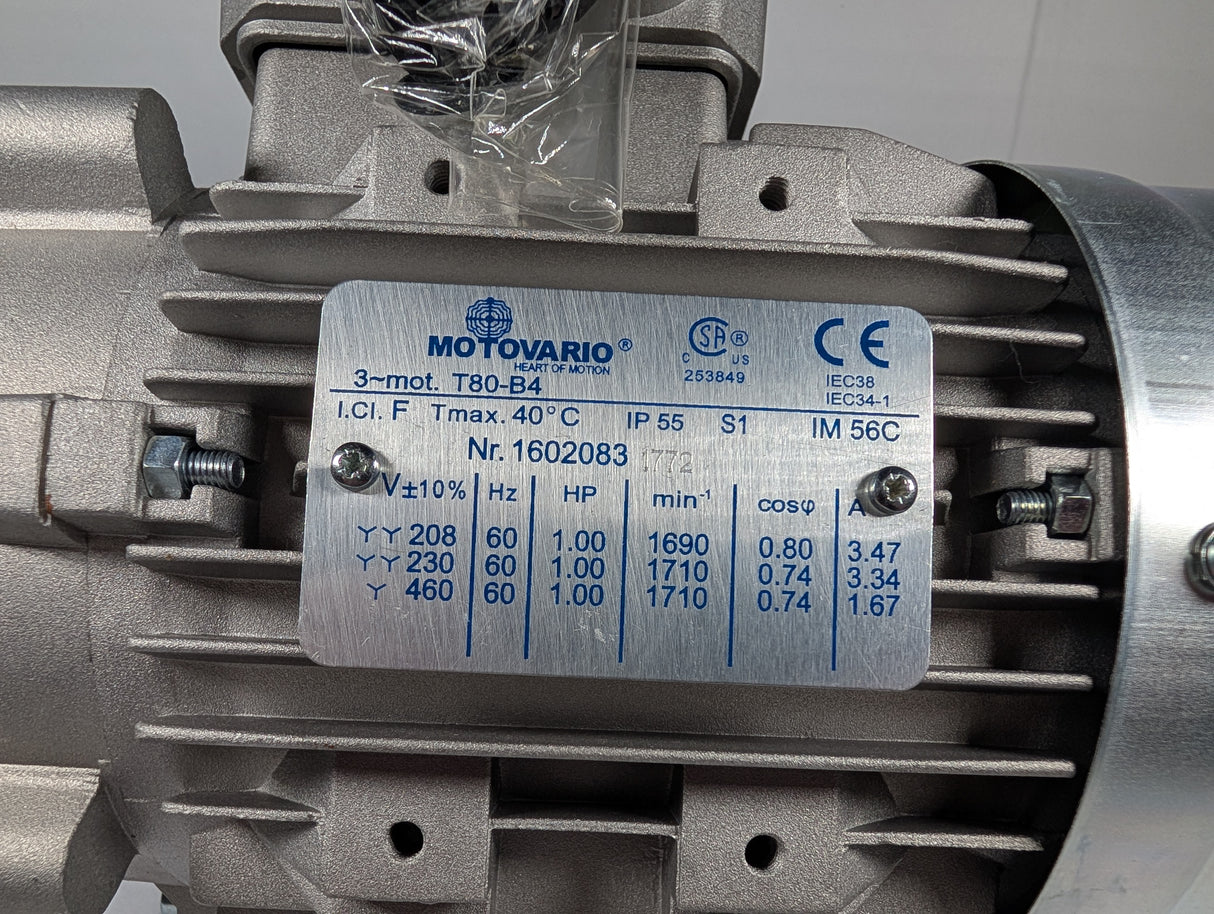 MOTOVARIO ®
HEART OF MOTION
CSA ®
C US
253849
CE
IEC38
IEC34-1
3~mot. T80-B4
I.Cl. F Tmax. 40°C IP 55 S1 IM 56C
Nr. 1602083 1772
V±10% Hz HP min⁻¹ cosφ A
YY 208 60 1.00 1690 0.80 3.47
YY 230 60 1.00 1710 0.74 3.34
Y 460 60 1.00 1710 0.74 1.67